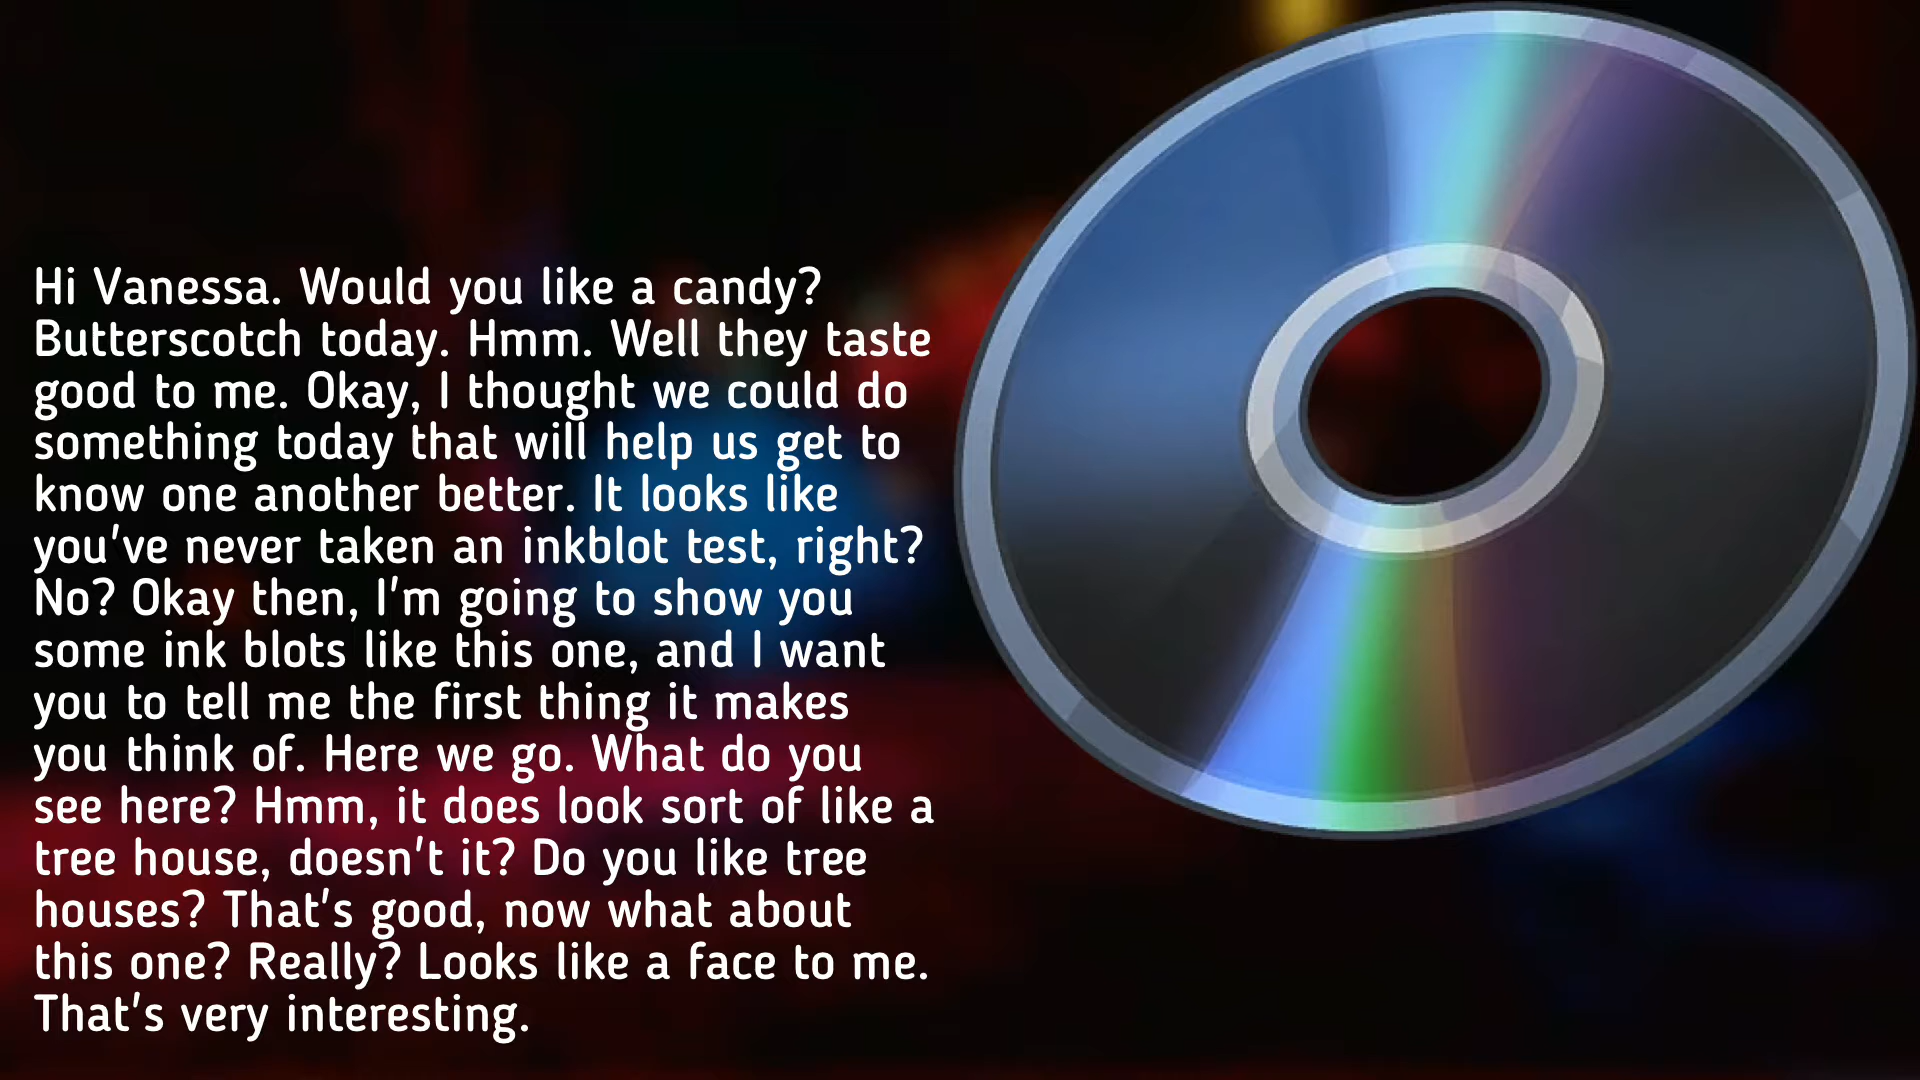 Hi Vanessa. Would you like a candy?
Butterscotch today. Hmm. Well they taste
good to me. Okay, I thought we could do
something today that will help us get to
know one another better. It looks like
you've never taken an inkblot test, right?
No? Okay then, I'm going to show you
some ink blots like this one, and I want
you to tell me the first thing it makes
you think of. Here we go. What do you
see here? Hmm, it does look sort of like a
tree house, doesn't it? Do you like tree
houses? That's good, now what about
this one? Really? Looks like a face to me.
That's very interesting.